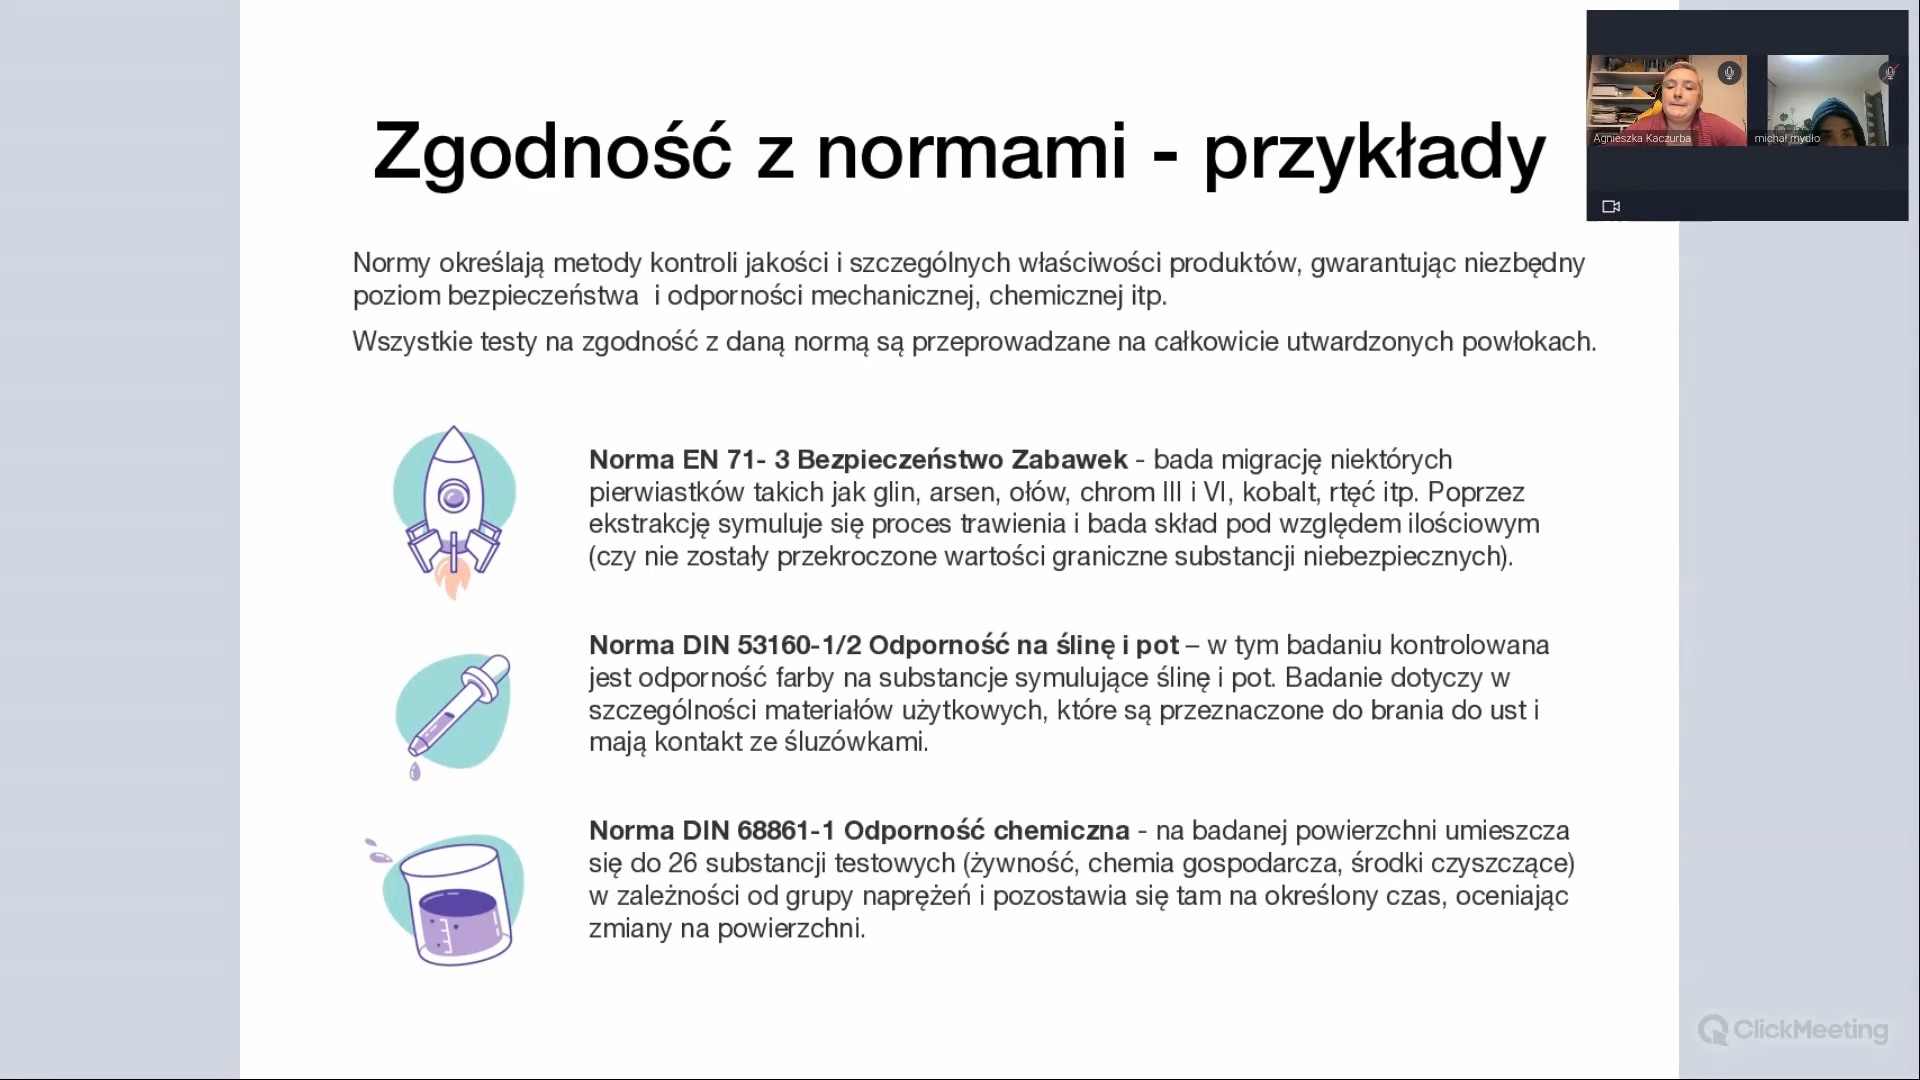 Zgodność z normami - przykłady
Agnieszka Kaczurba
michał mydło
Normy określają metody kontroli jakości i szczególnych właściwości produktów, gwarantując niezbędny
poziom bezpieczeństwa  i odporności mechanicznej, chemicznej itp.
Wszystkie testy na zgodność z daną normą są przeprowadzane na całkowicie utwardzonych powłokach.
Norma EN 71- 3 Bezpieczeństwo Zabawek - bada migrację niektórych
pierwiastków takich jak glin, arsen, ołów, chrom III i VI, kobalt, rtęć itp. Poprzez
ekstrakcję symuluje się proces trawienia i bada skład pod względem ilościowym
(czy nie zostały przekroczone wartości graniczne substancji niebezpiecznych).
Norma DIN 53160-1/2 Odporność na ślinę i pot – w tym badaniu kontrolowana
jest odporność farby na substancje symulujące ślinę i pot. Badanie dotyczy w
szczególności materiałów użytkowych, które są przeznaczone do brania do ust i
mają kontakt ze śluzówkami.
Norma DIN 68861-1 Odporność chemiczna - na badanej powierzchni umieszcza
się do 26 substancji testowych (żywność, chemia gospodarcza, środki czyszczące)
w zależności od grupy naprężeń i pozostawia się tam na określony czas, oceniając
zmiany na powierzchni.
ClickMeeting